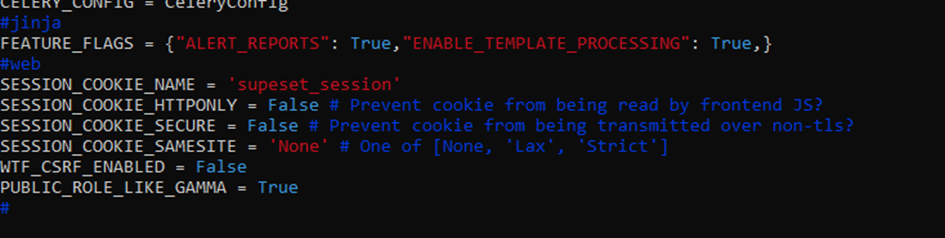 CELERY_CONFIG = CeleryConfig
#jinja
FEATURE_FLAGS = {"ALERT_REPORTS": True,"ENABLE_TEMPLATE_PROCESSING": True,}
#web
SESSION_COOKIE_NAME = 'supeset_session'
SESSION_COOKIE_HTTPONLY = False # Prevent cookie from being read by frontend JS?
SESSION_COOKIE_SECURE = False # Prevent cookie from being transmitted over non-tls?
SESSION_COOKIE_SAMESITE = 'None' # One of [None, 'Lax', 'Strict']
WTF_CSRF_ENABLED = False
PUBLIC_ROLE_LIKE_GAMMA = True
#